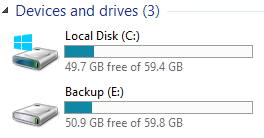 Devices and drives (3)
Local Disk (C:)
49.7 GB free of 59.4 GB
Backup (E:)
50.9 GB free of 59.8 GB